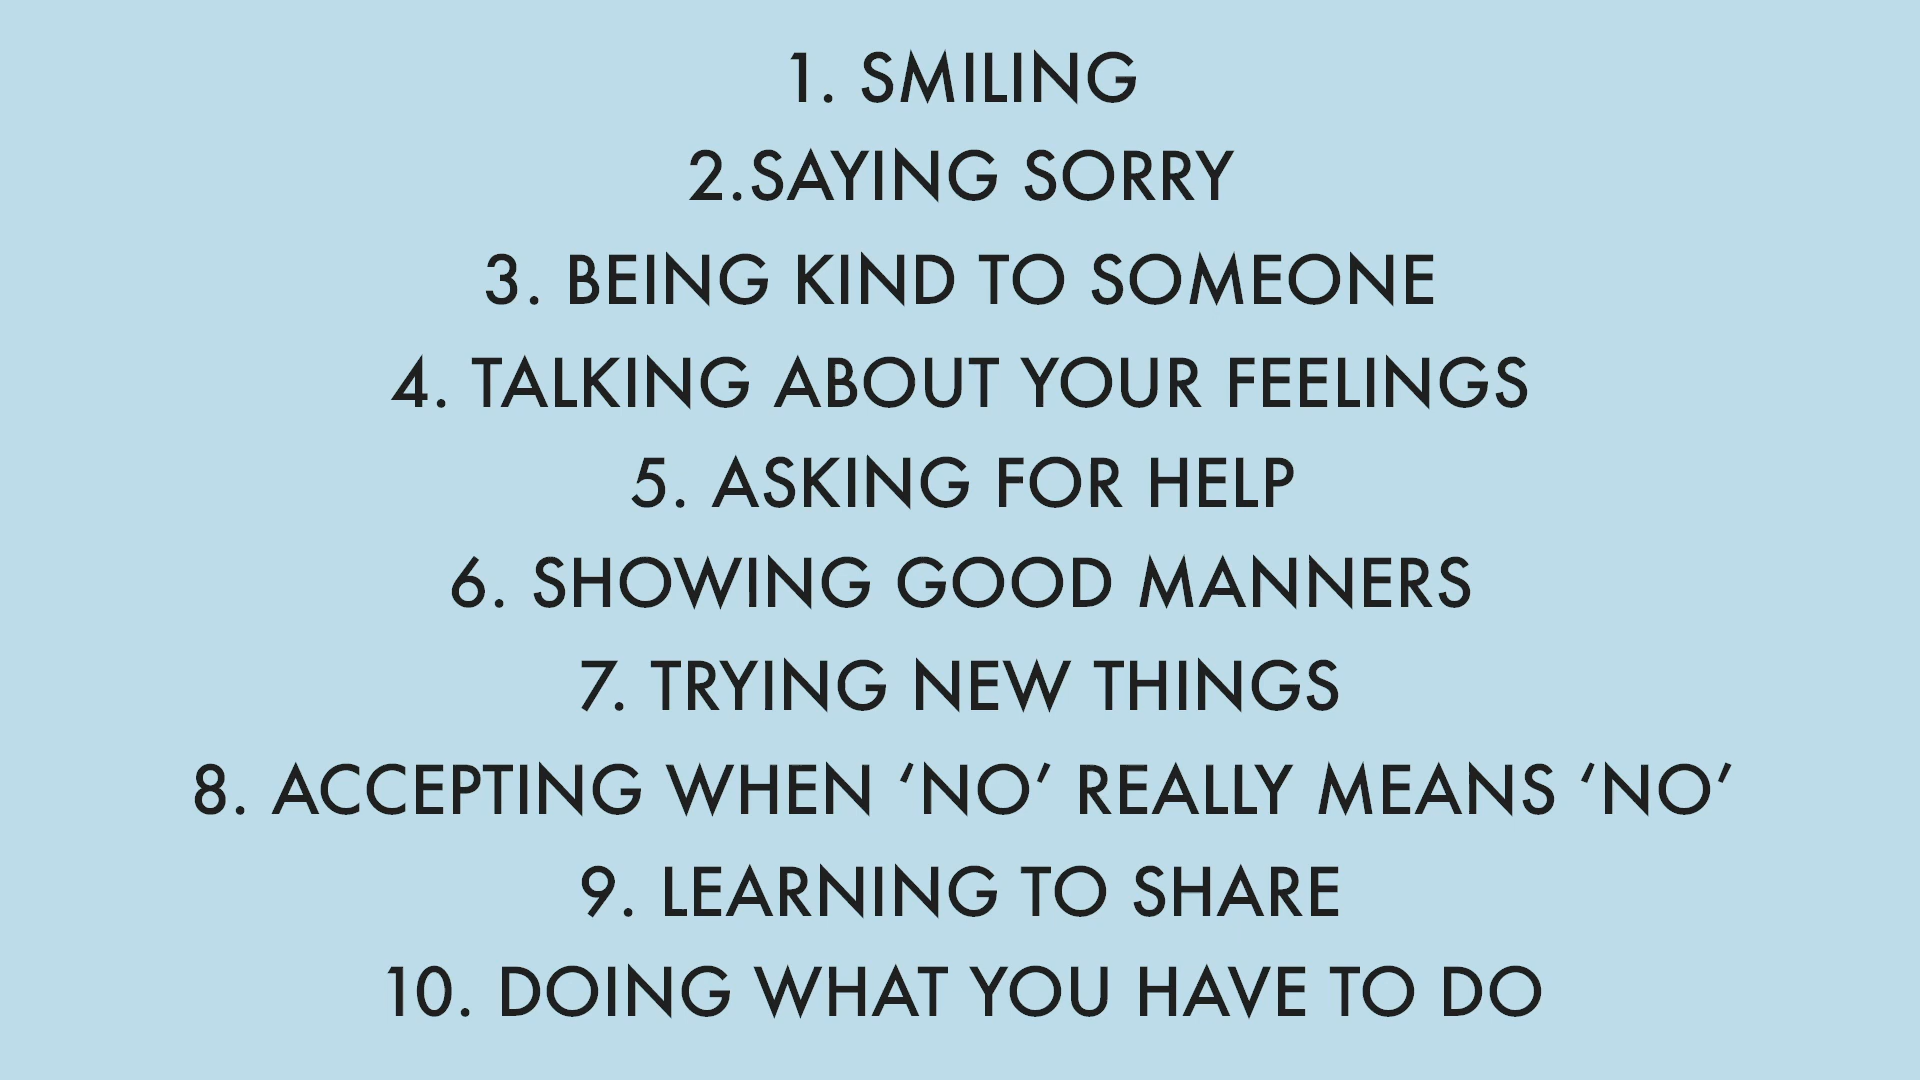 1. SMILING
2.SAYING SORRY
3. BEING KIND TO SOMEONE
4. TALKING ABOUT YOUR FEELINGS
5. ASKING FOR HELP
6. SHOWING GOOD MANNERS
7. TRYING NEW THINGS
8. ACCEPTING WHEN ‘NO’ REALLY MEANS ‘NO’
9. LEARNING TO SHARE
10. DOING WHAT YOU HAVE TO DO